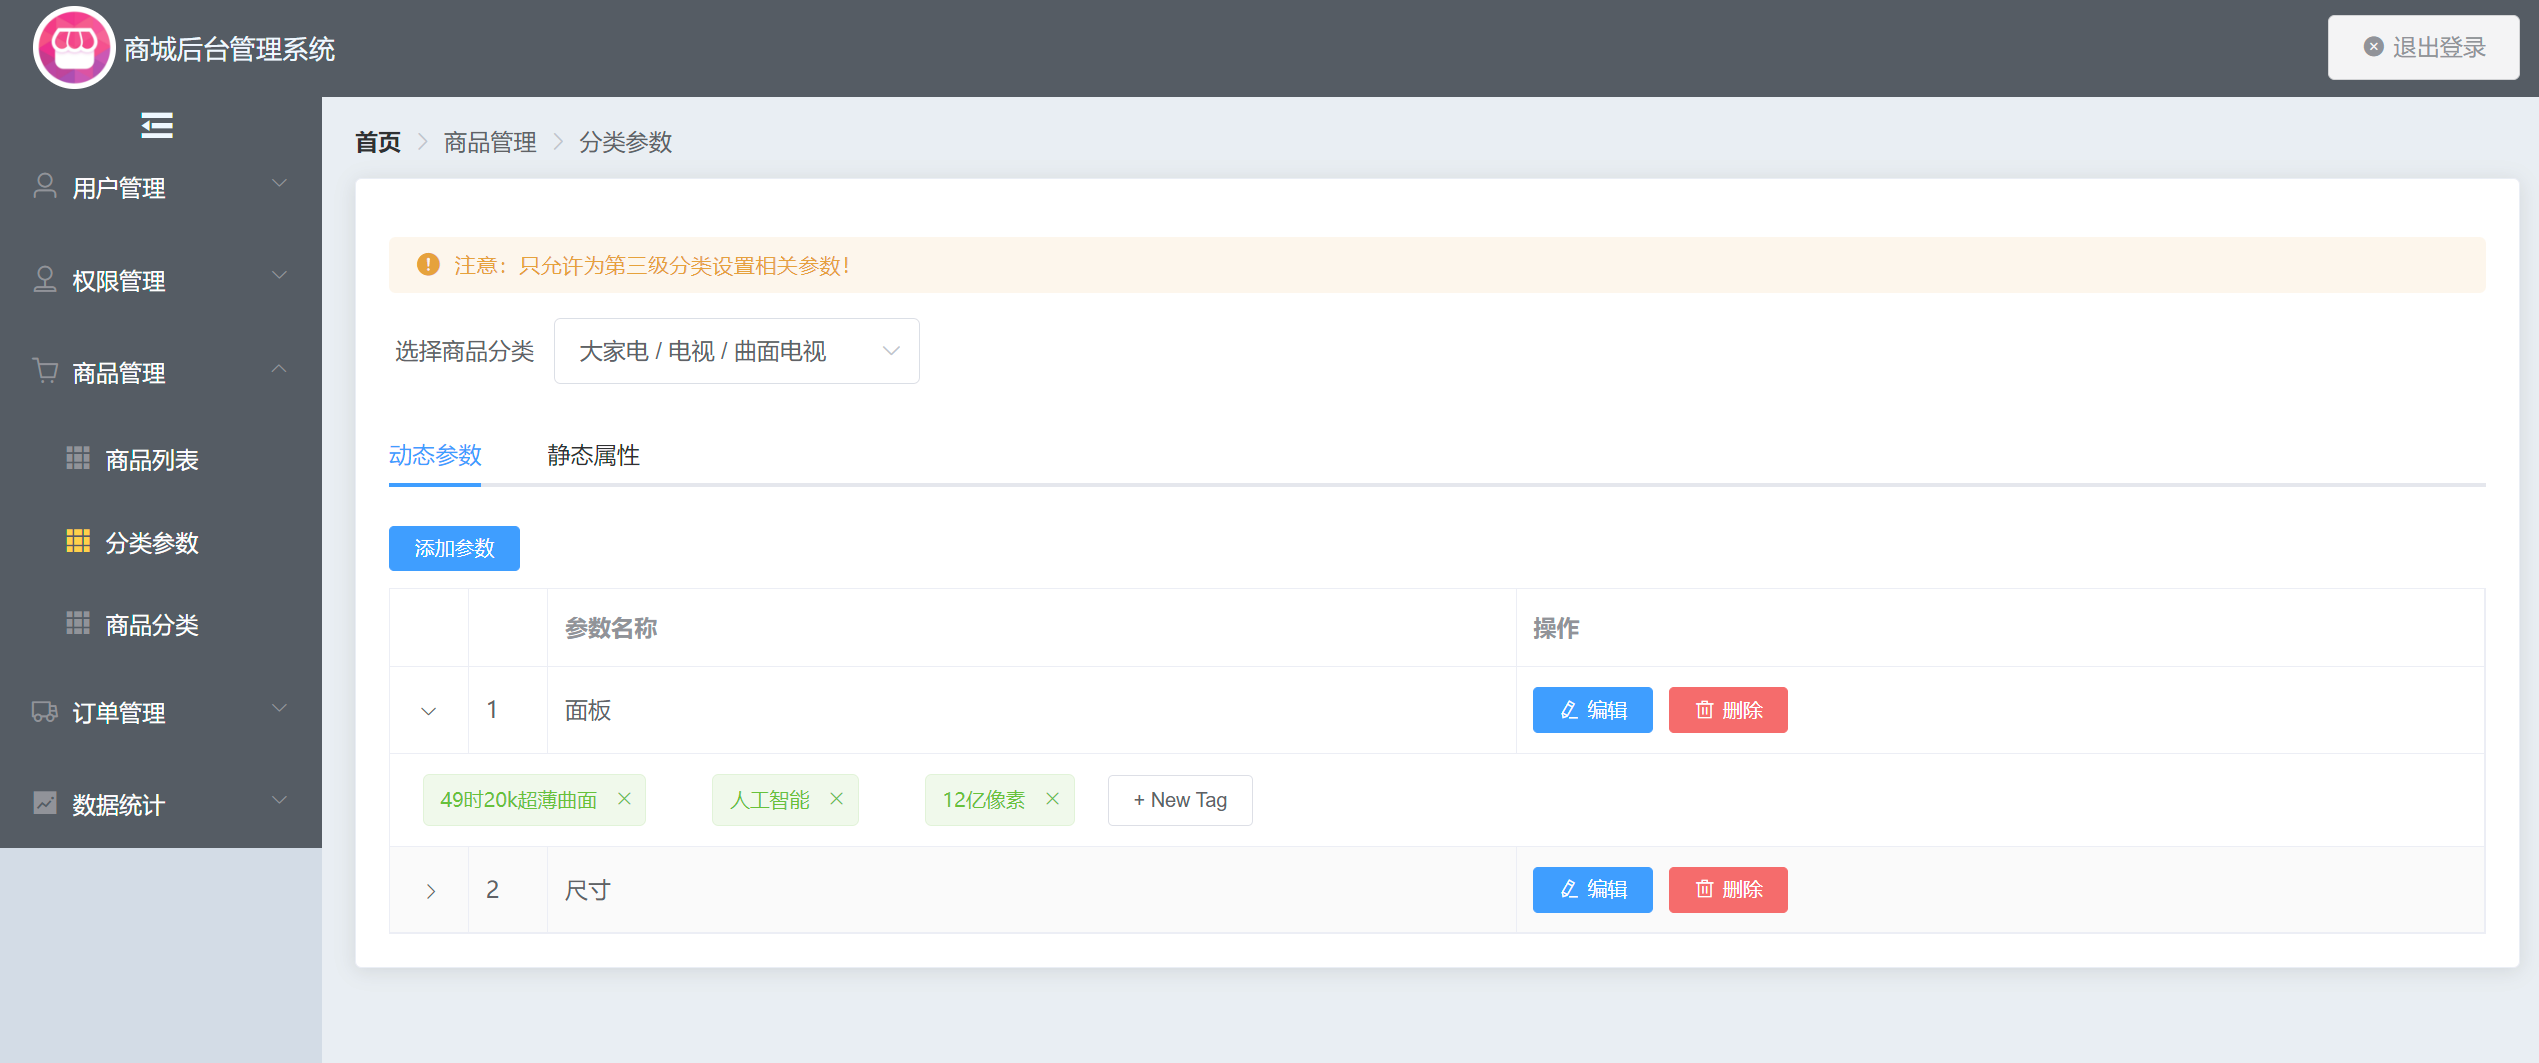 商城后台管理系统
退出登录
用户管理
权限管理
商品管理
商品列表
分类参数
商品分类
订单管理
数据统计
首页 > 商品管理 > 分类参数
注意：只允许为第三级分类设置相关参数！
选择商品分类 大家电 / 电视 / 曲面电视
动态参数 静态属性
添加参数
参数名称 操作
1 面板 编辑 删除
49时20k超薄曲面 人工智能 12亿像素 + New Tag
2 尺寸 编辑 删除